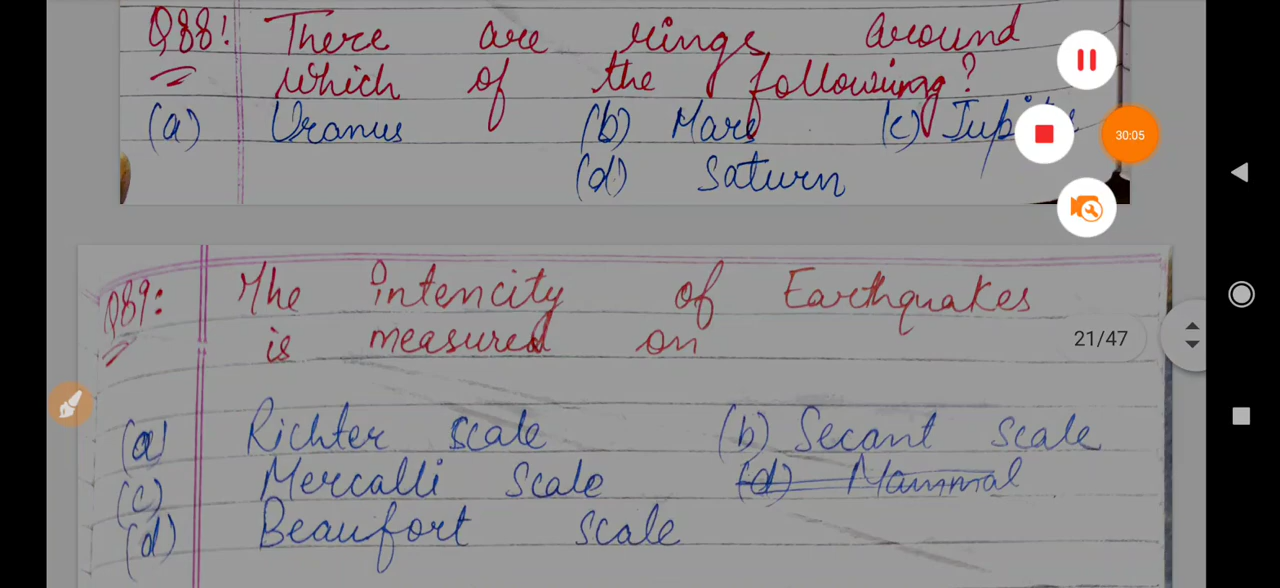 Q88! There are rings around
which of the following?
(a) Uranus (b) Mars (c)
(d) Saturn
30:05
Q89: The intencity of Earthquakes
is measured on
21/47
(a) Richter scale (b) Secant scale
(c) Mercalli Scale (d) Mammal
(d) Beaufort scale